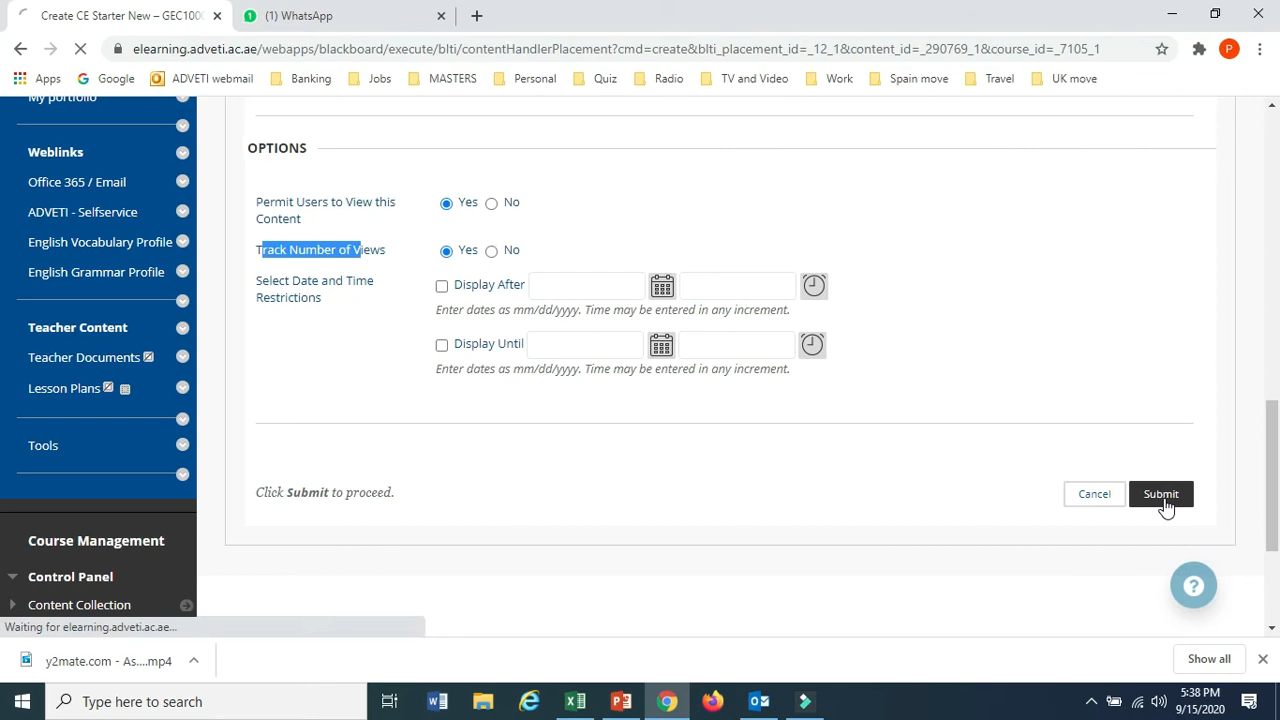 Create CE Starter New – GEC100
(1) WhatsApp
elearning.adveti.ac.ae/webapps/blackboard/execute/blti/contentHandlerPlacement?cmd=create&blti_placement_id=_12_1&content_id=_290769_1&course_id=_7105_1
P
Apps Google ADVETI webmail Banking Jobs MASTERS Personal Quiz Radio TV and Video Work Spain move Travel UK move
My portfolio
Weblinks
Office 365 / Email
ADVETI - Selfservice
English Vocabulary Profile
English Grammar Profile
Teacher Content
Teacher Documents
Lesson Plans
Tools
Course Management
Control Panel
Content Collection
OPTIONS
Permit Users to View this
Content
Yes No
Track Number of Views
Yes No
Select Date and Time
Restrictions
Display After
Enter dates as mm/dd/yyyy. Time may be entered in any increment.
Display Until
Enter dates as mm/dd/yyyy. Time may be entered in any increment.
Click Submit to proceed.
Cancel Submit
?
Waiting for elearning.adveti.ac.ae...
y2mate.com - As....mp4
Show all
Type here to search
5:38 PM
9/15/2020